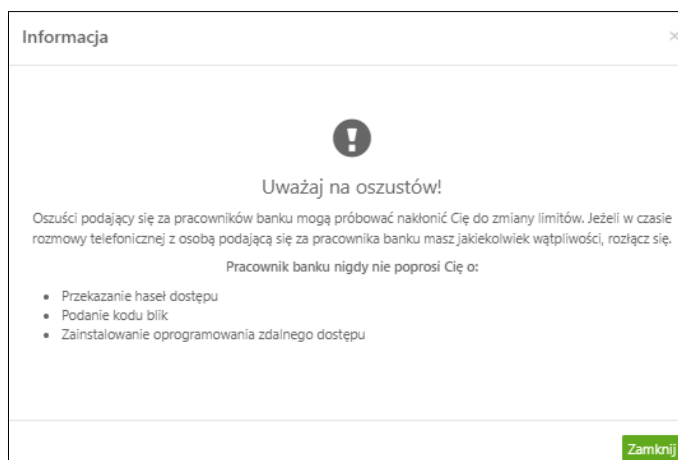 Informacja
Uważaj na oszustów!
Oszuści podający się za pracowników banku mogą próbować nakłonić Cię do zmiany limitów. Jeżeli w czasie
rozmowy telefonicznej z osobą podającą się za pracownika banku masz jakiekolwiek wątpliwości, rozłącz się.
Pracownik banku nigdy nie poprosi Cię o:
• Przekazanie haseł dostępu
• Podanie kodu blik
• Zainstalowanie oprogramowania zdalnego dostępu
Zamknij